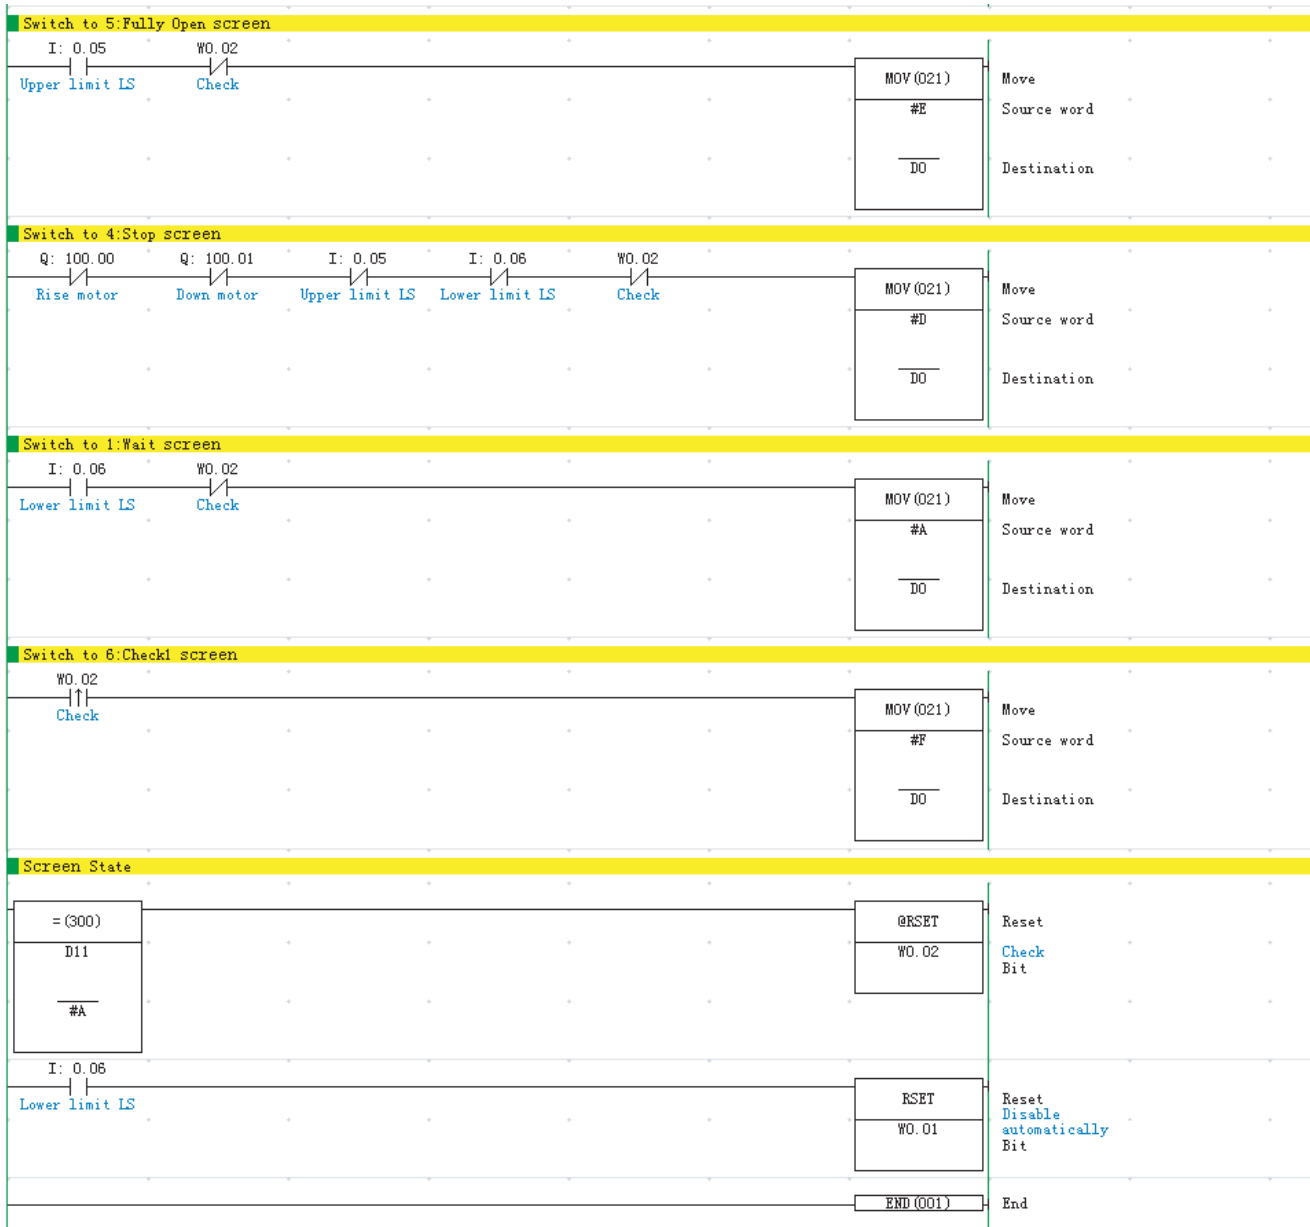 Switch to 5:Fully Open screen
I: 0.05 W0.02
Upper limit LS Check
MOV(021) Move
#E Source word
D0 Destination
Switch to 4:Stop screen
Q: 100.00 Q: 100.01 I: 0.05 I: 0.06 W0.02
Rise motor Down motor Upper limit LS Lower limit LS Check
MOV(021) Move
#D Source word
D0 Destination
Switch to 1:Wait screen
I: 0.06 W0.02
Lower limit LS Check
MOV(021) Move
#A Source word
D0 Destination
Switch to 6:Check1 screen
W0.02
Check
MOV(021) Move
#F Source word
D0 Destination
Screen State
=(300) @RSET Reset
D11 W0.02 Check
Bit
#A
I: 0.06
Lower limit LS
RSET Reset
Disable
W0.01 automatically
Bit
END(001) End